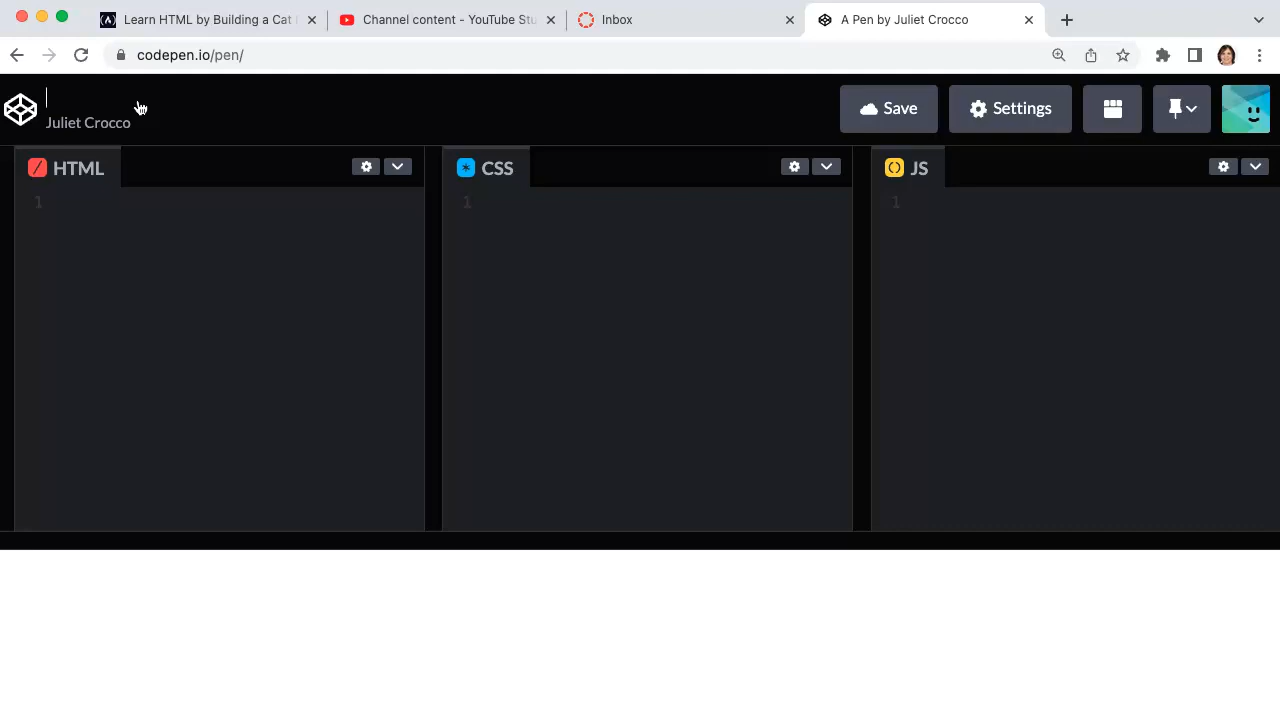 Learn HTML by Building a Cat
Channel content - YouTube Stu
Inbox
A Pen by Juliet Crocco
codepen.io/pen/
Juliet Crocco
Save
Settings
HTML
CSS
JS
1
1
1